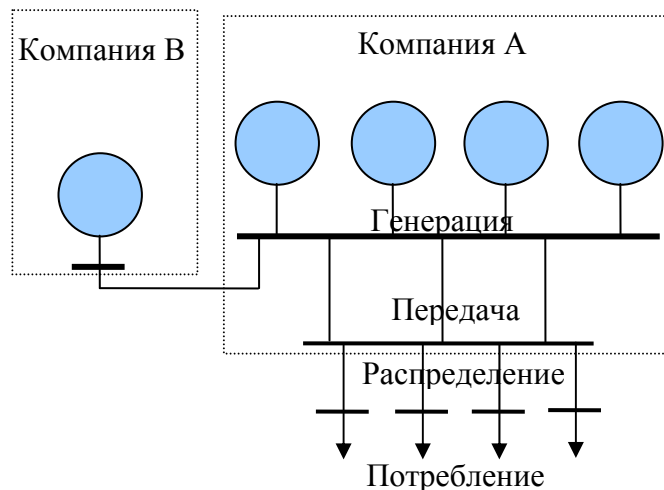 Компания В
Компания А
Генерация
Передача
Распределение
Потребление